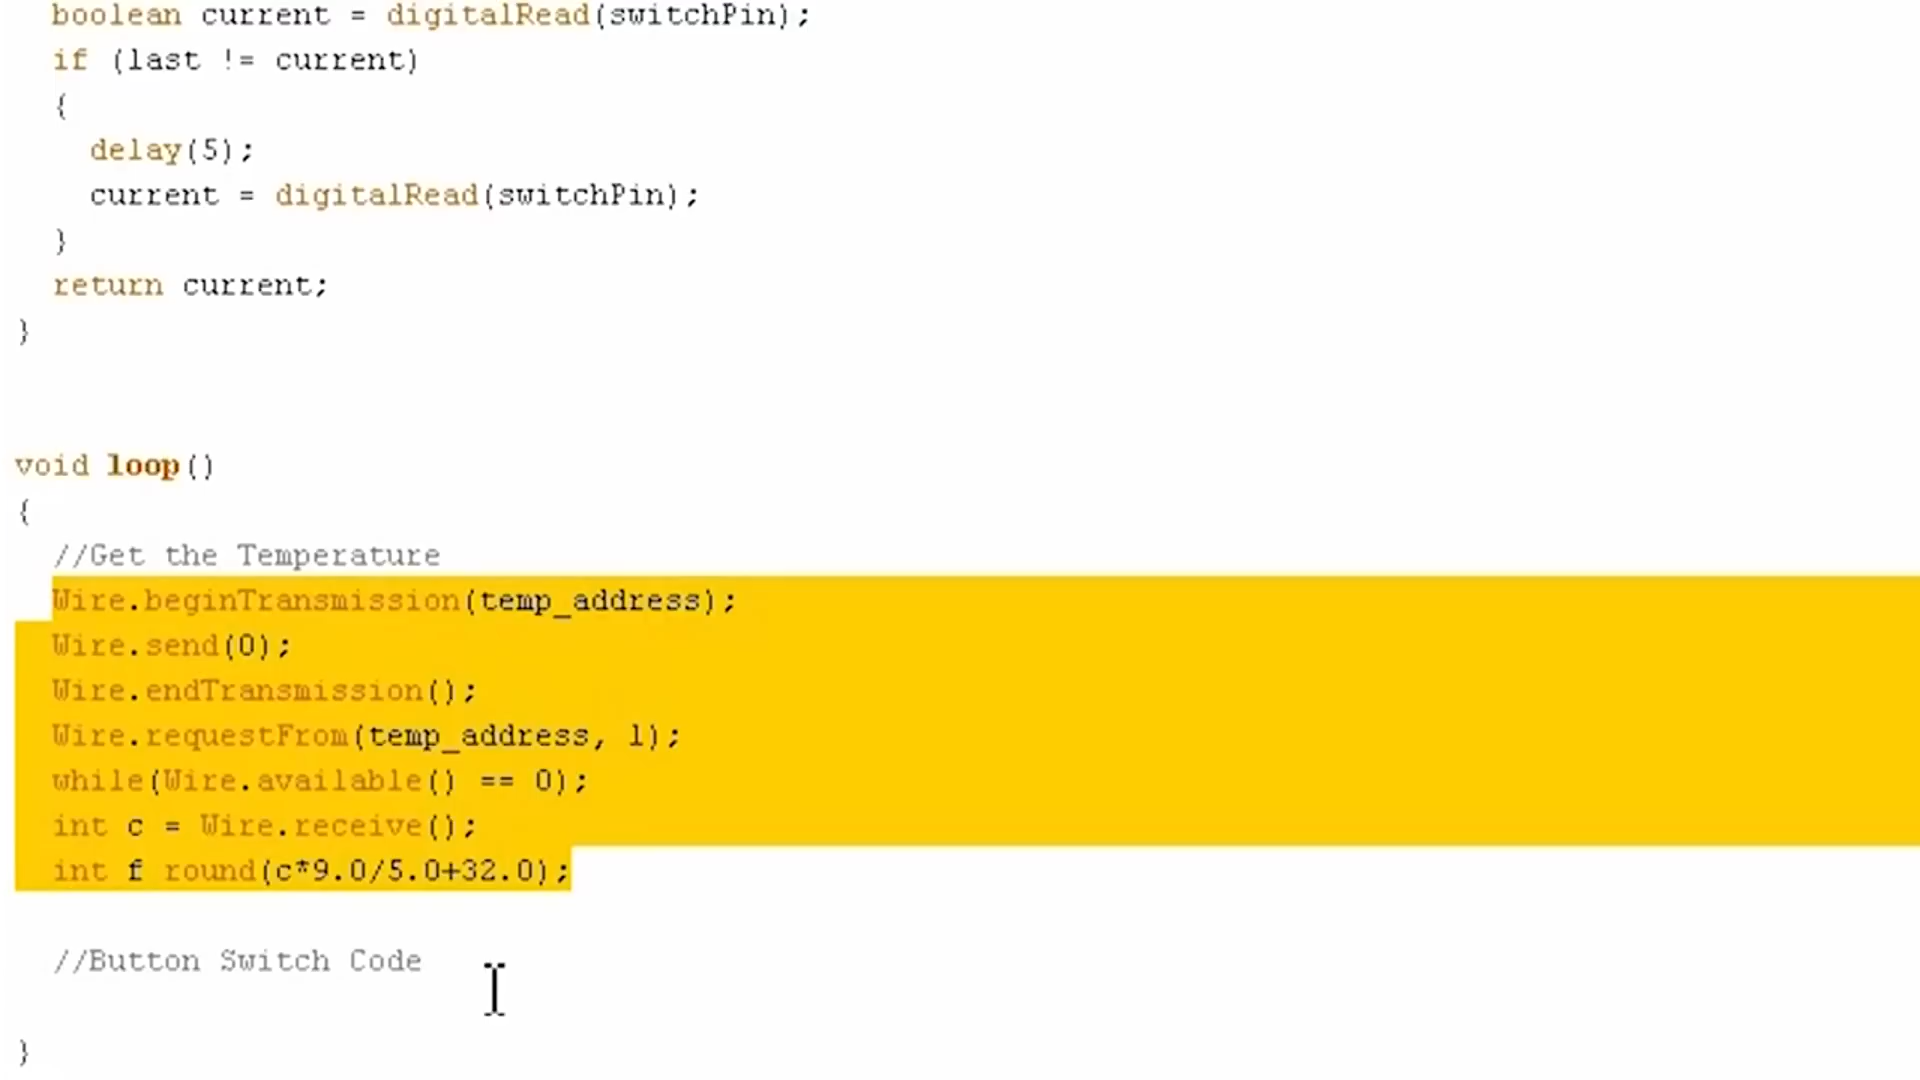 boolean current = digitalRead(switchPin);
if (last != current)
{
delay(5);
current = digitalRead(switchPin);
}
return current;
}
void loop()
{
//Get the Temperature
Wire.beginTransmission(temp_address);
Wire.send(0);
Wire.endTransmission();
Wire.requestFrom(temp_address, 1);
while(Wire.available() == 0);
int c = Wire.receive();
int f round(c*9.0/5.0+32.0);
//Button Switch Code
}